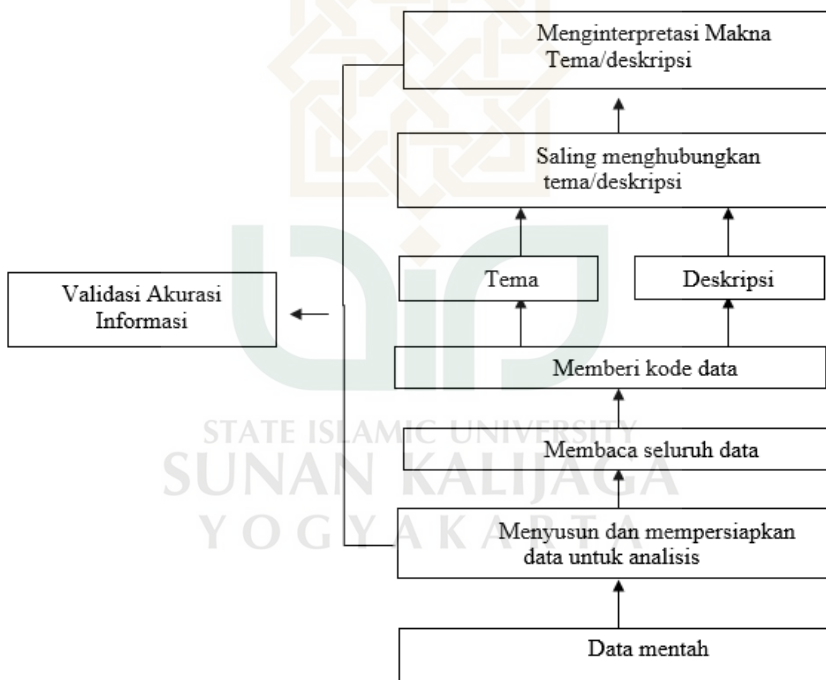 Menginterpretasi Makna
Tema/deskripsi
Saling menghubungkan
tema/deskripsi
Tema
Deskripsi
Validasi Akurasi
Informasi
Memberi kode data
STATE ISLAMIC UNIVERSITY
Membaca seluruh data
SUNAN KALIJAGA
YOGYAKARTA
Menyusun dan mempersiapkan
data untuk analisis
Data mentah